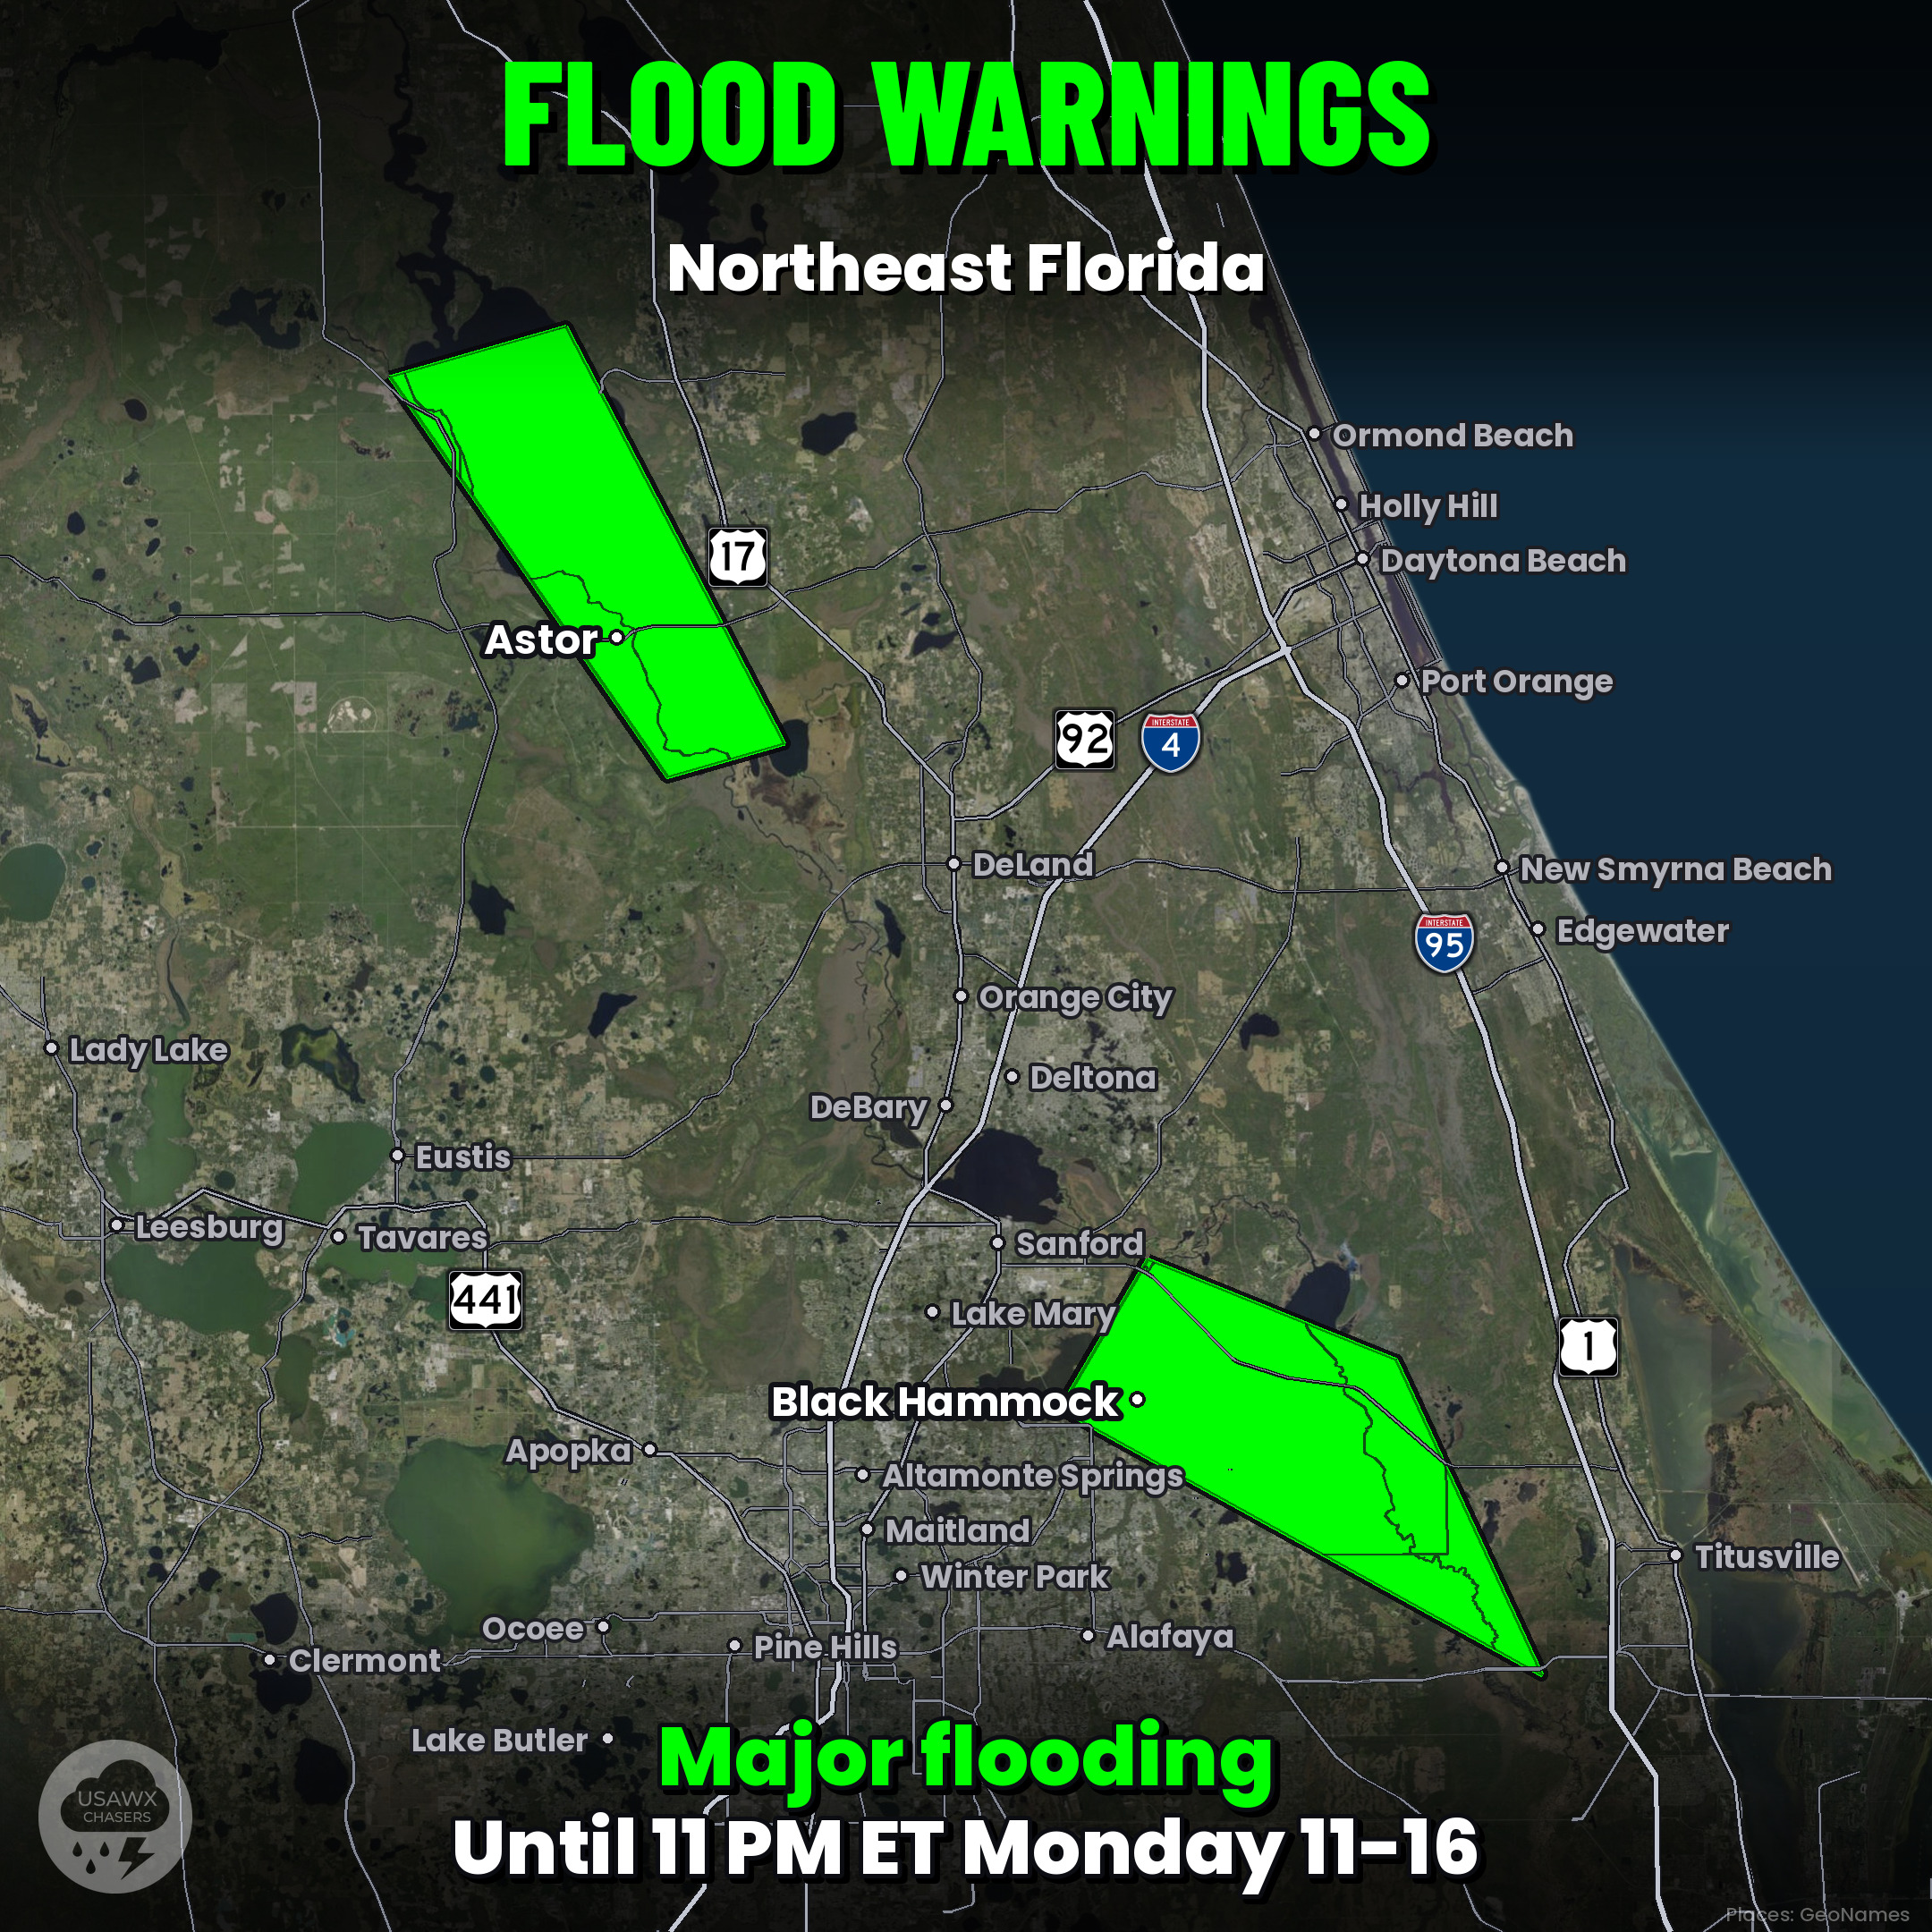 FLOOD WARNINGS
Northeast Florida
Ormond Beach
Holly Hill
17
Daytona Beach
Astor
Port Orange
92
INTERSTATE
4
DeLand
New Smyrna Beach
INTERSTATE
95
Edgewater
Orange City
Lady Lake
Deltona
DeBary
Eustis
Leesburg
Tavares
Sanford
441
Lake Mary
1
Black Hammock
Apopka
Altamonte Springs
Maitland
Titusville
Winter Park
Ocoee
Pine Hills
Alafaya
Clermont
Lake Butler
Major flooding
USAWX
CHASERS
Until 11 PM ET Monday 11-16
Places: GeoNames